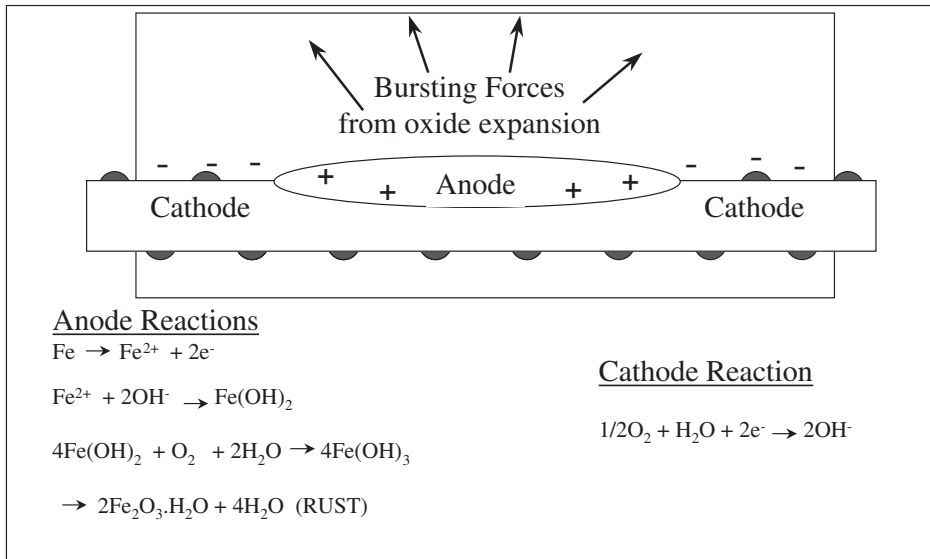 Bursting Forces
from oxide expansion
- - -
- - -
+ + Anode + +
Cathode
Cathode
Anode Reactions
Fe → Fe²⁺ + 2e⁻
Fe²⁺ + 2OH⁻ → Fe(OH)₂
4Fe(OH)₂ + O₂ + 2H₂O → 4Fe(OH)₃
→ 2Fe₂O₃.H₂O + 4H₂O (RUST)
Cathode Reaction
1/2O₂ + H₂O + 2e⁻ → 2OH⁻